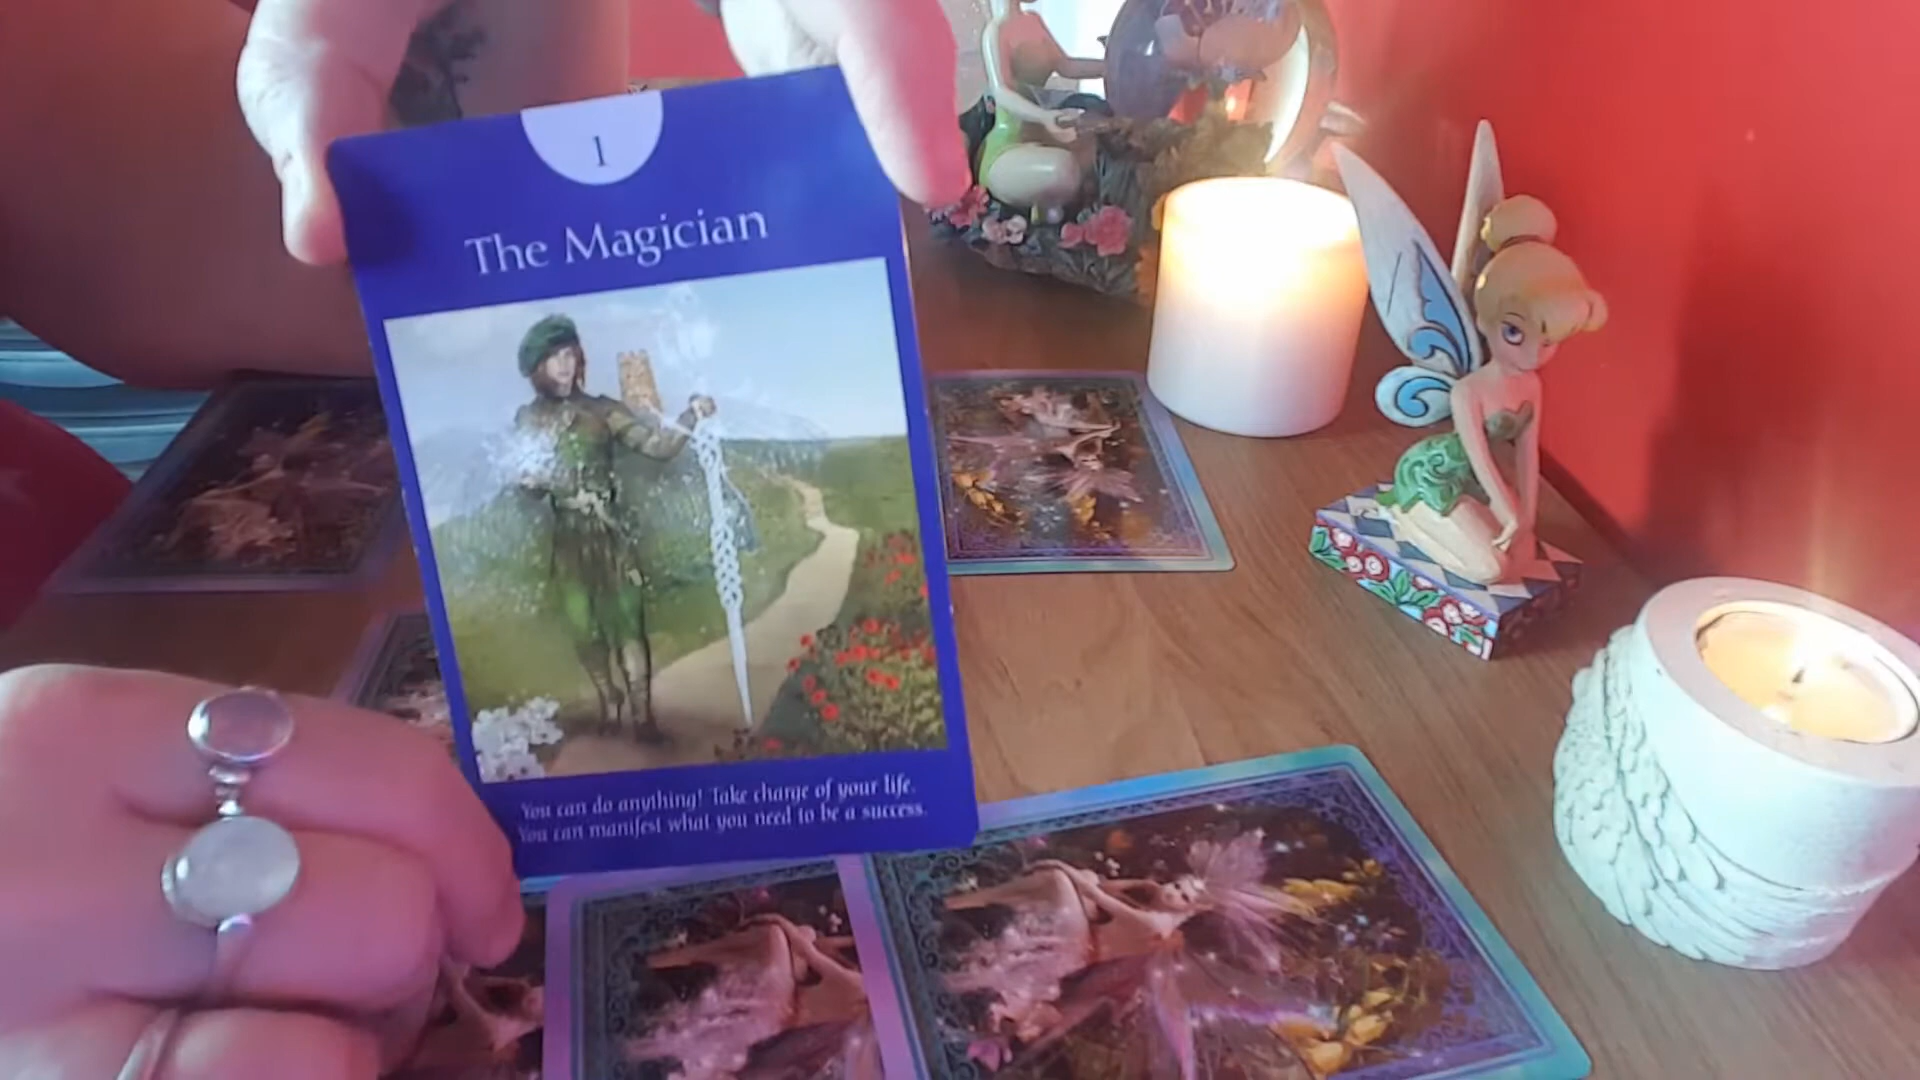 1
The Magician
You can do anything! Take charge of your life.
You can manifest what you need to be a success.